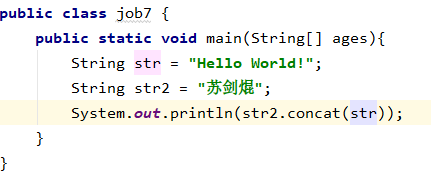 public class job7 {
public static void main(String[] ages){
String str = "Hello World!";
String str2 = "苏剑焜";
System.out.println(str2.concat(str));
}
}